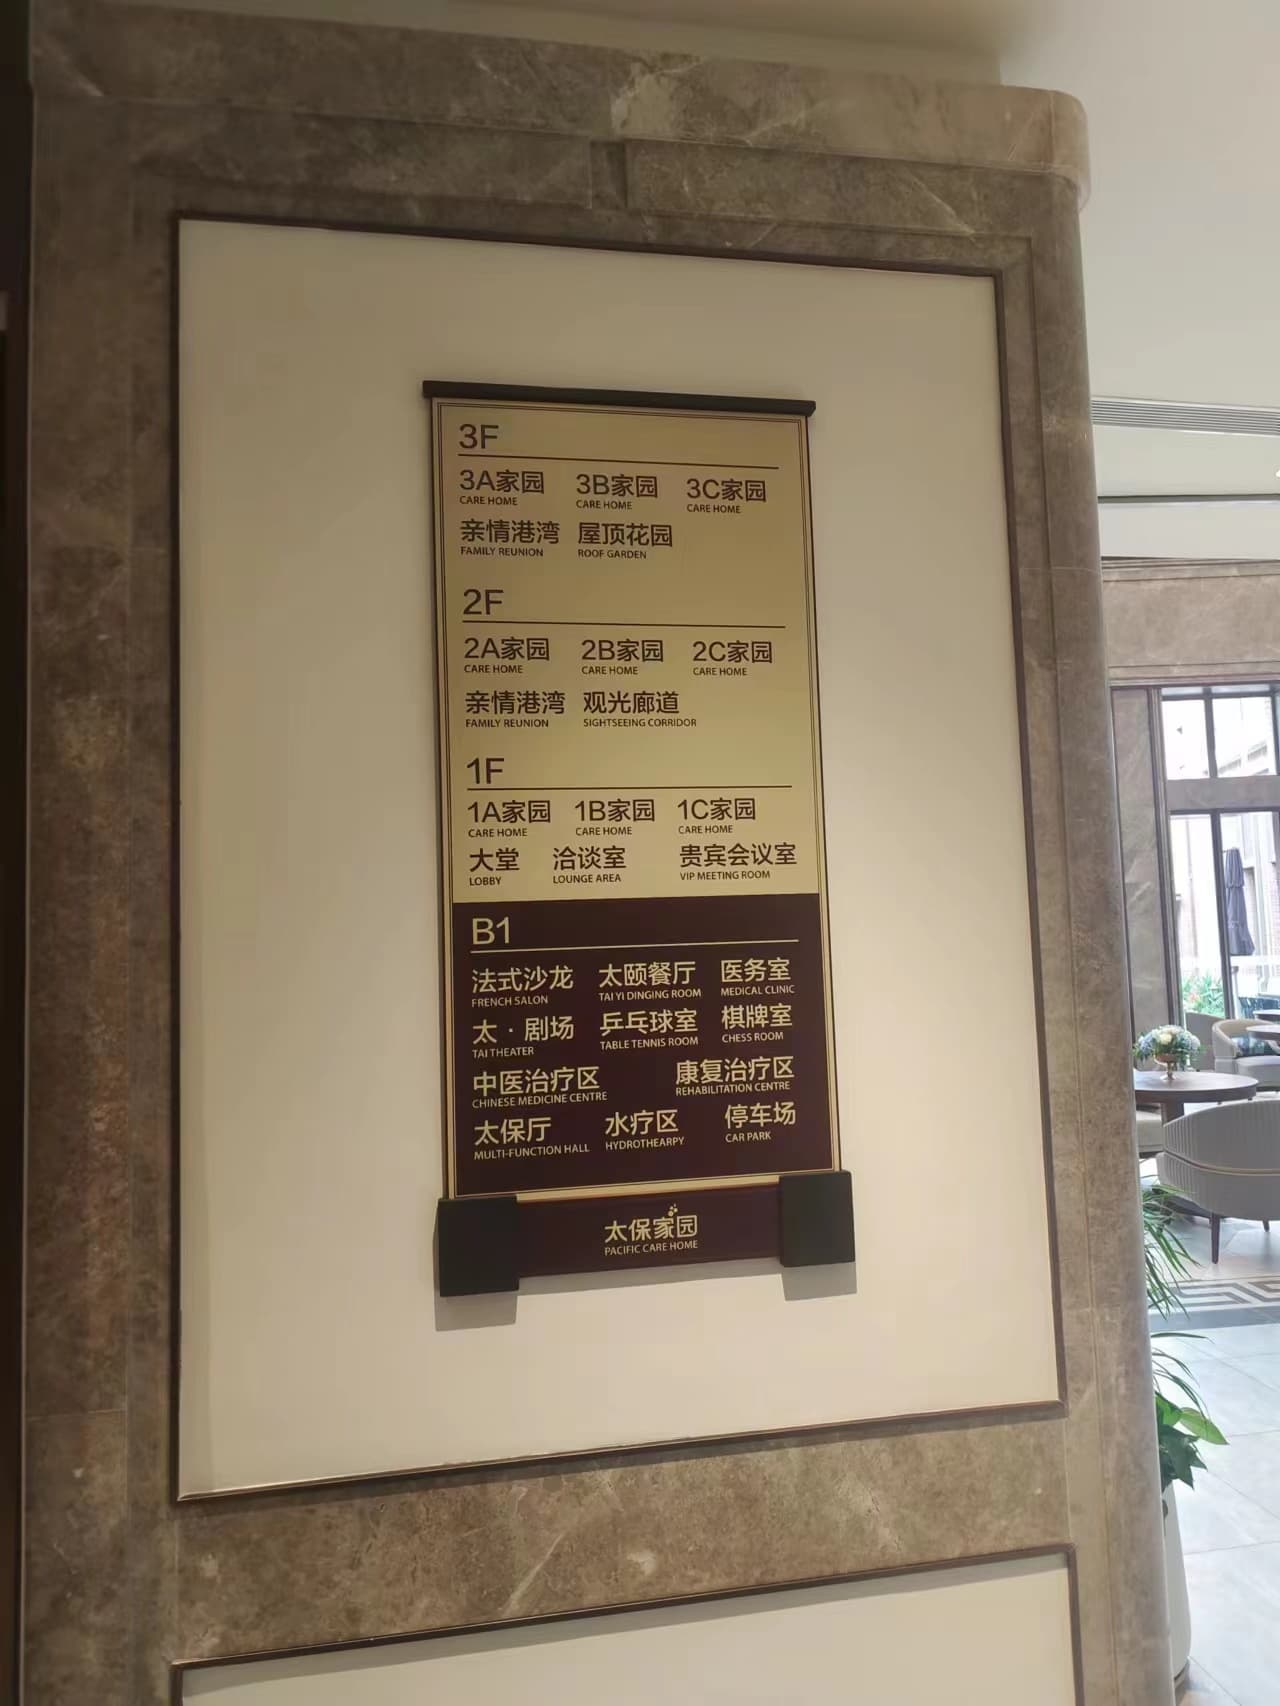 3F
3A家园 3B家园 3C家园
CARE HOME CARE HOME CARE HOME
亲情港湾 屋顶花园
FAMILY REUNION ROOF GARDEN
2F
2A家园 2B家园 2C家园
CARE HOME CARE HOME CARE HOME
亲情港湾 观光廊道
FAMILY REUNION SIGHTSEEING CORRIDOR
1F
1A家园 1B家园 1C家园
CARE HOME CARE HOME CARE HOME
大堂 洽谈室 贵宾会议室
LOBBY LOUNGE AREA VIP MEETING ROOM
B1
法式沙龙 太颐餐厅 医务室
FRENCH SALON TAI YI DINGING ROOM MEDICAL CLINIC
太·剧场 乒乓球室 棋牌室
TAI THEATER TABLE TENNIS ROOM CHESS ROOM
中医治疗区 康复治疗区
CHINESE MEDICINE CENTRE REHABILITATION CENTRE
太保厅 水疗区 停车场
MULTI-FUNCTION HALL HYDROTHEARPY CAR PARK
太保家园
PACIFIC CARE HOME